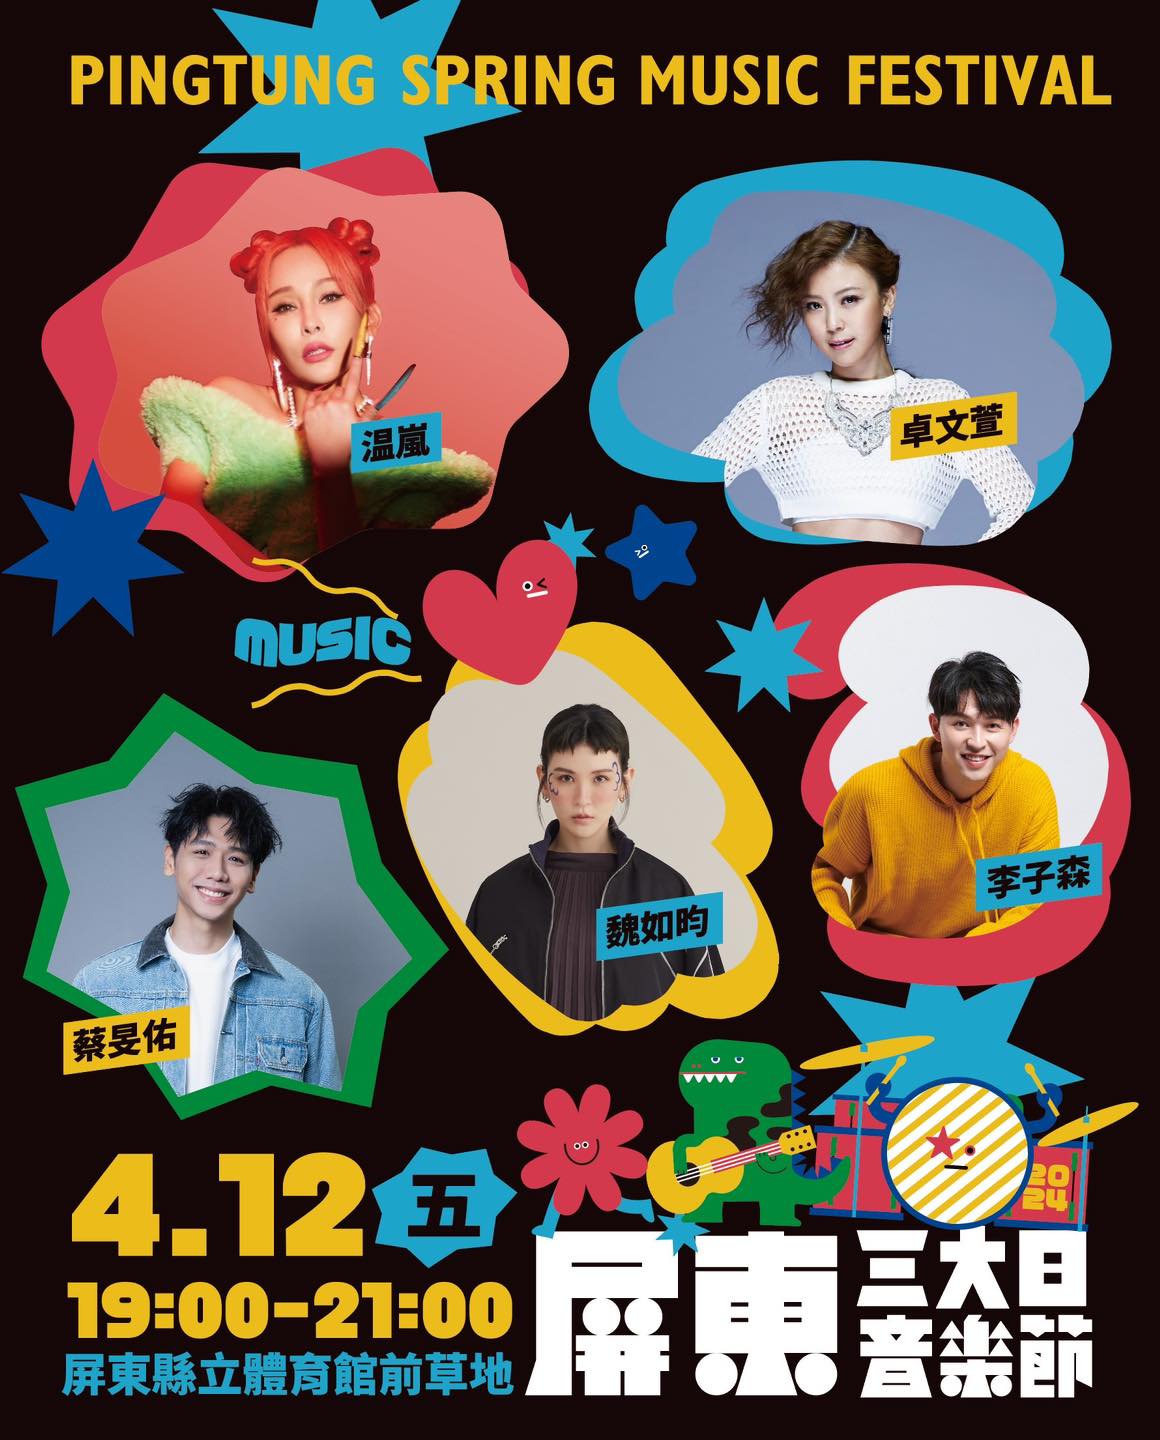 PINGTUNG SPRING MUSIC FESTIVAL
温嵐
卓文萱
MUSIC
李子森
魏如昀
蔡旻佑
2024
4.12 五
19:00-21:00
屏東縣立體育館前草地
屏東
三大日
音樂節